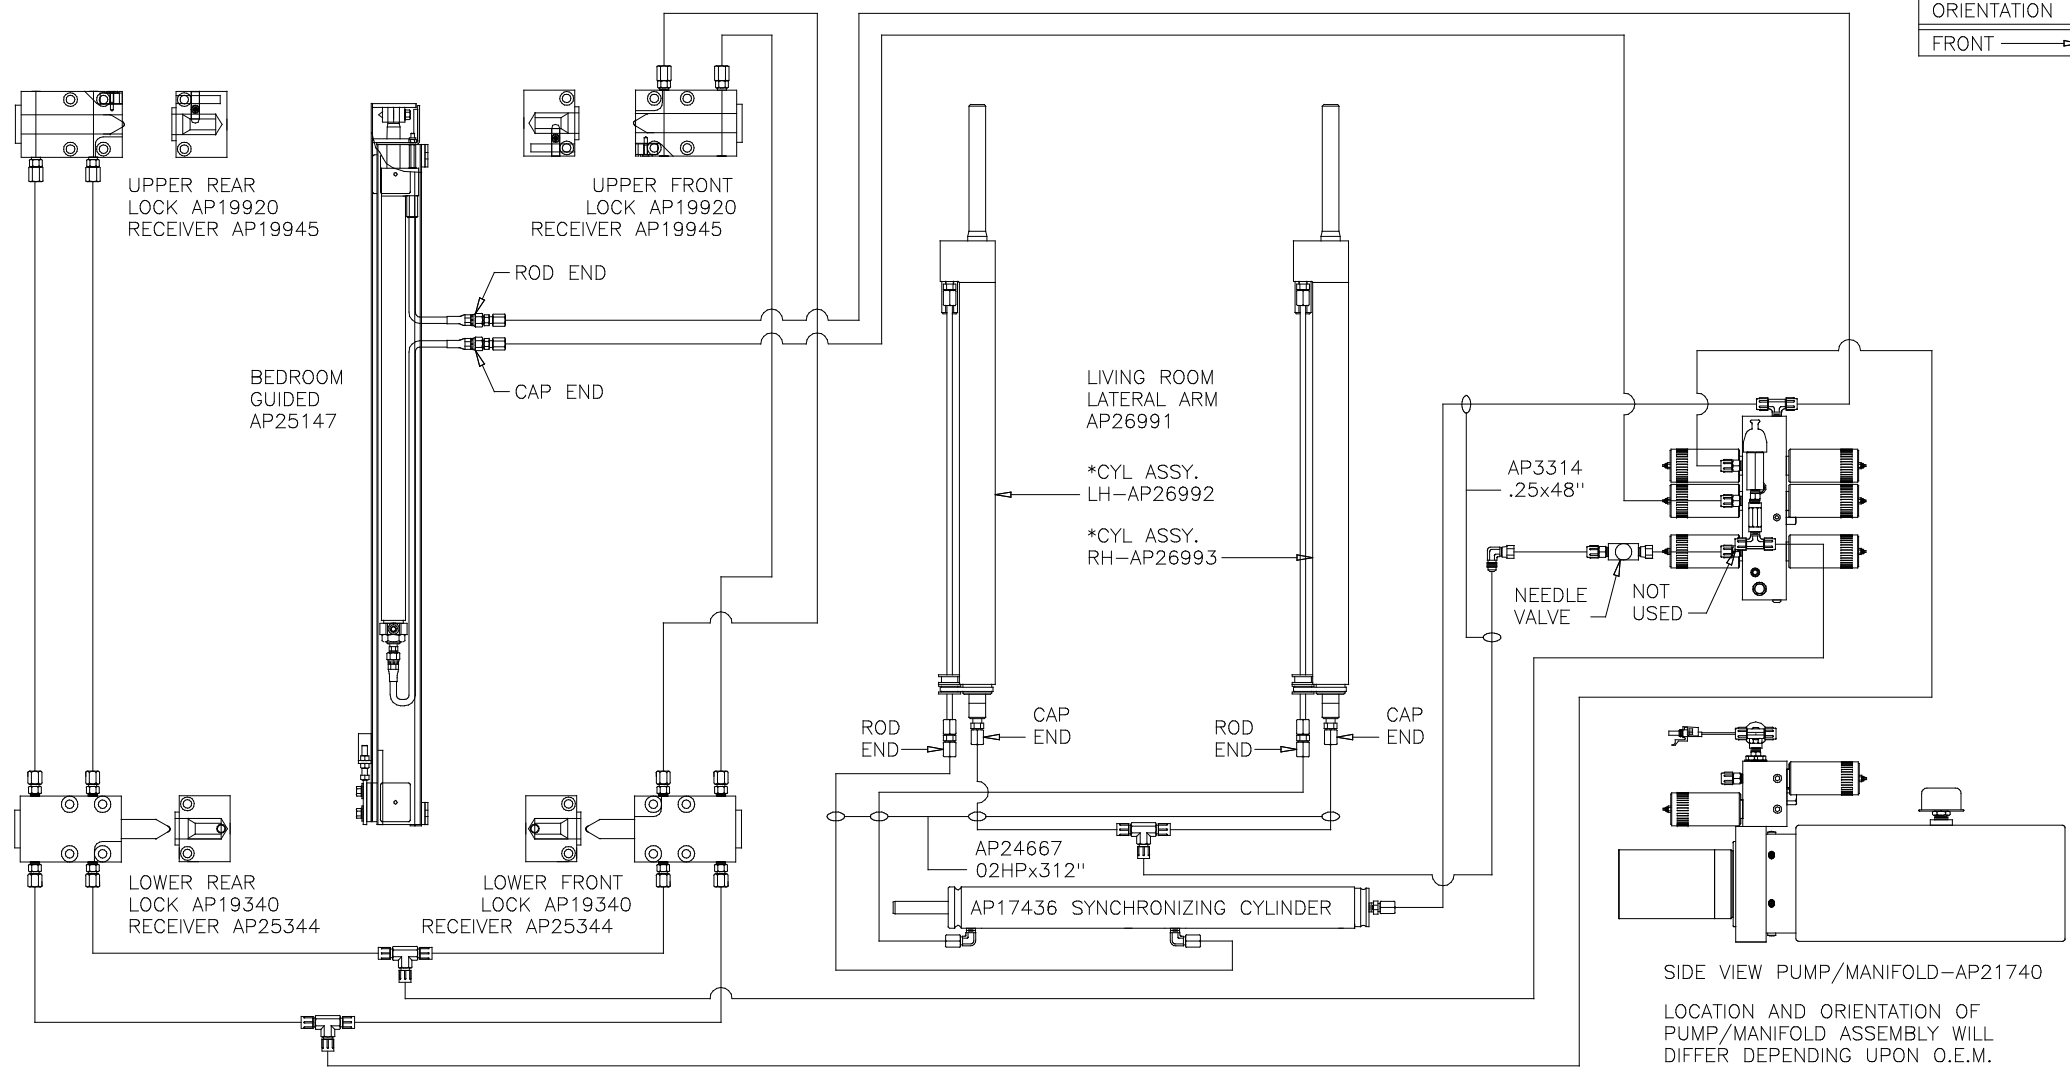 ORIENTATION
FRONT
UPPER REAR
LOCK AP19920
RECEIVER AP19945
UPPER FRONT
LOCK AP19920
RECEIVER AP19945
ROD END
CAP END
BEDROOM
GUIDED
AP25147
LIVING ROOM
LATERAL ARM
AP26991
*CYL ASSY.
LH-AP26992
*CYL ASSY.
RH-AP26993
AP3314
.25x48"
NEEDLE
VALVE
NOT
USED
ROD
END
CAP
END
ROD
END
CAP
END
AP24667
02HPx312"
AP17436 SYNCHRONIZING CYLINDER
LOWER REAR
LOCK AP19340
RECEIVER AP25344
LOWER FRONT
LOCK AP19340
RECEIVER AP25344
SIDE VIEW PUMP/MANIFOLD-AP21740
LOCATION AND ORIENTATION OF
PUMP/MANIFOLD ASSEMBLY WILL
DIFFER DEPENDING UPON O.E.M.